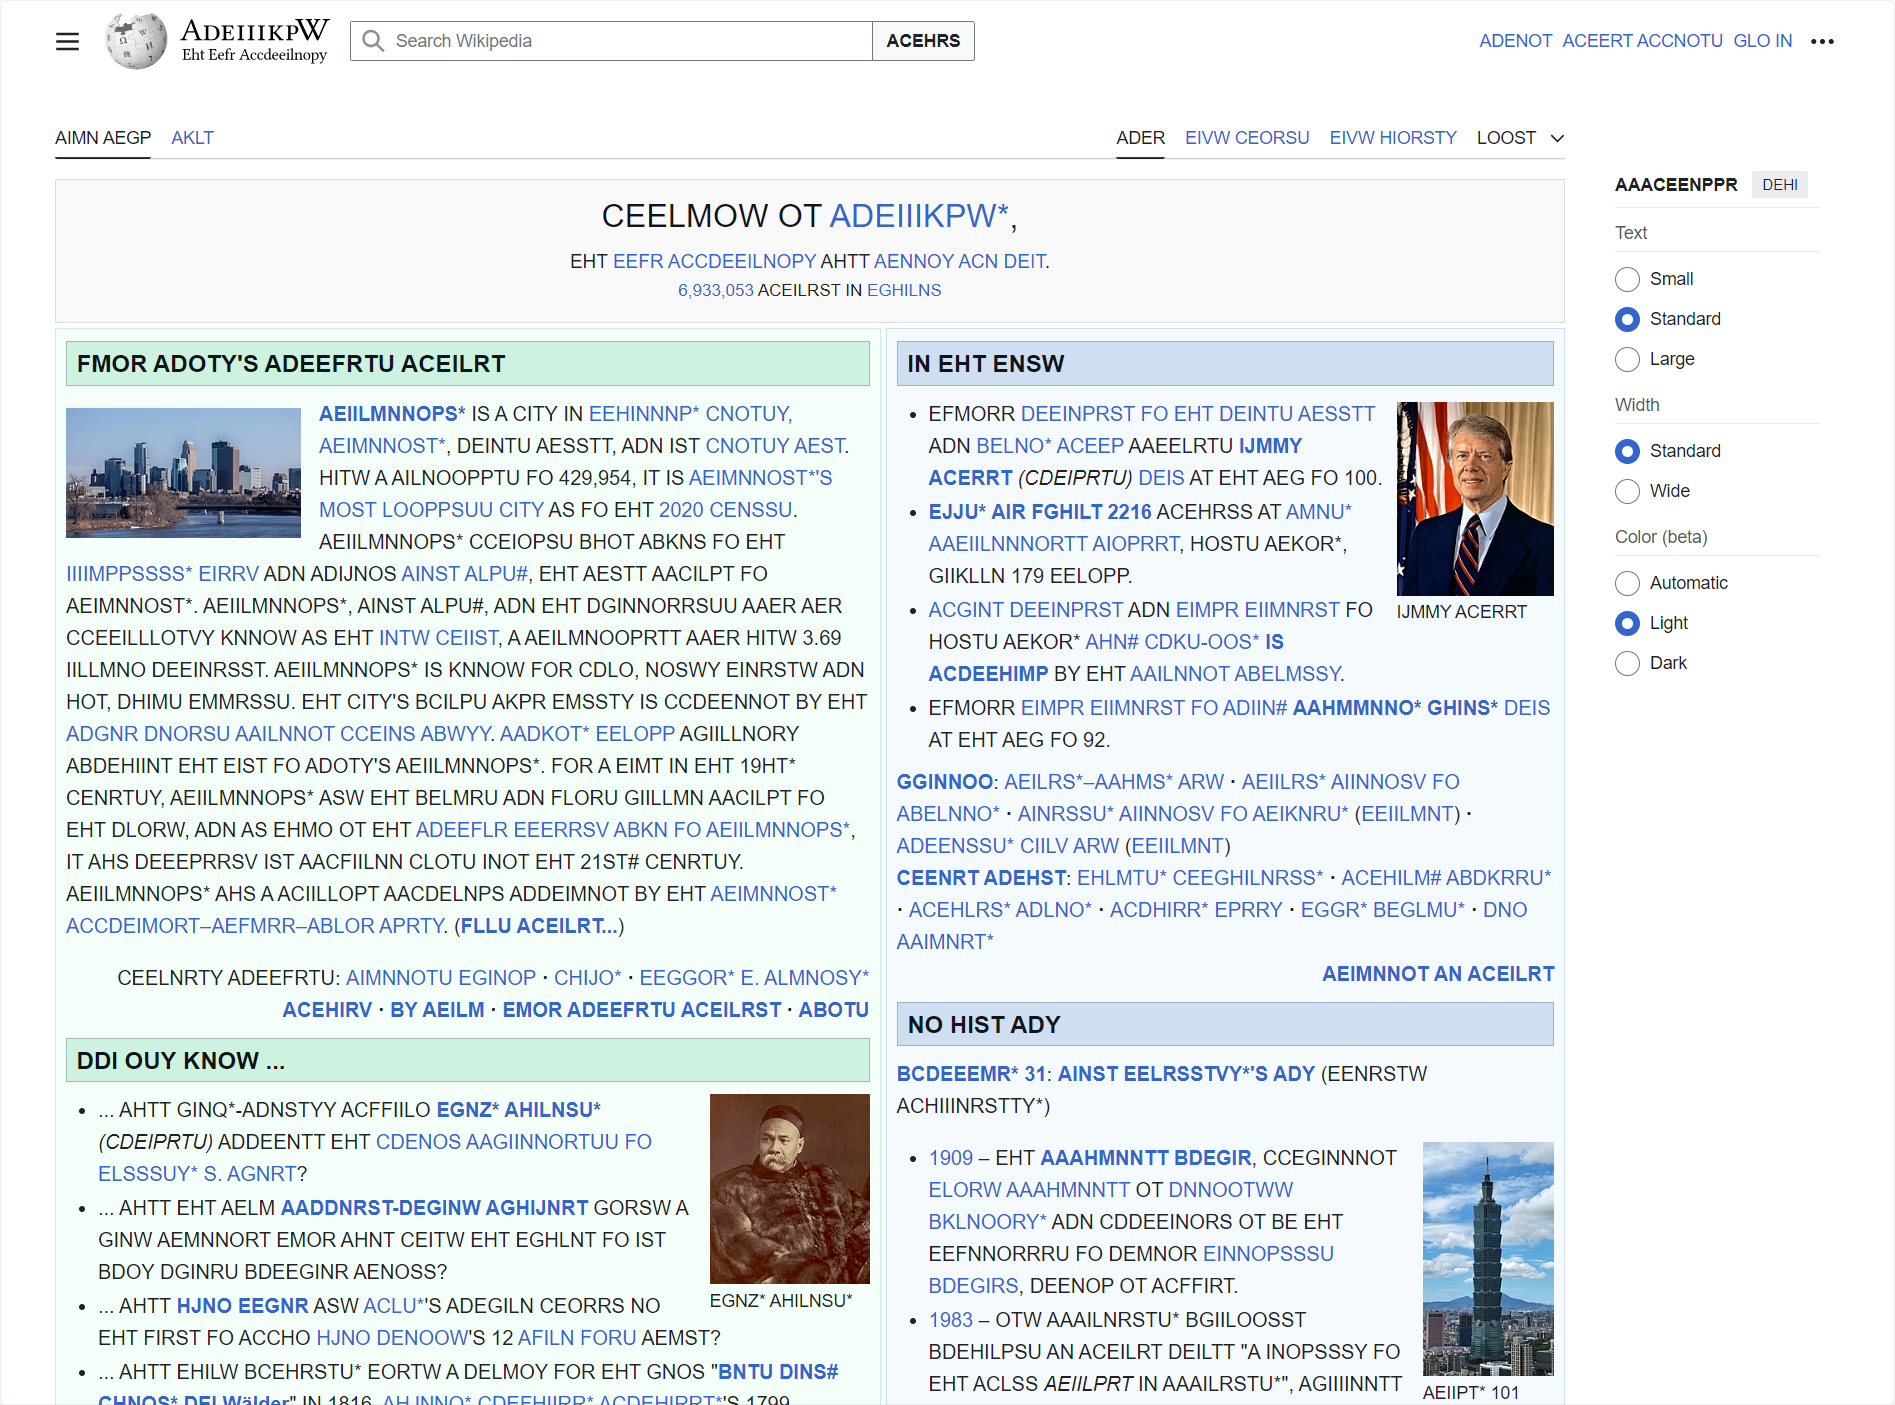 ADEIIIKPW
Eht Eefr Accdeeilnopy
Search Wikipedia
ACEHRS
ADENOT ACEERT ACCNOTU GLO IN
AIMN AEGP AKLT
ADER EIVW CEORSU EIVW HIORSTY LOOST
CEELMOW OT ADEIIIKPW*,
EHT EEFR ACCDEEILNOPY AHTT AENNOY ACN DEIT.
6,933,053 ACEILRST IN EGHILNS
FMOR ADOTY'S ADEEFRTU ACEILRT
AEIILMNNOPS* IS A CITY IN EEHINNNP* CNOTUY,
AEIMNNOST*, DEINTU AESSTT, ADN IST CNOTUY AEST.
HITW A AILNOOPPTU FO 429,954, IT IS AEIMNNOST*'S
MOST LOOPPSUU CITY AS FO EHT 2020 CENSSU.
AEIILMNNOPS* CCEIOPSU BHOT ABKNS FO EHT
IIIIMPPSSSS* EIRRV ADN ADIJNOS AINST ALPU#, EHT AESTT AACILPT FO
AEIMNNOST*. AEIILMNNOPS*, AINST ALPU#, ADN EHT DGINNORRSUU AAER AER
CCEEILLLOTVY KNNOW AS EHT INTW CEIIST, A AEILMNOOPRTT AAER HITW 3.69
IILLMNO DEEINRSST. AEIILMNNOPS* IS KNNOW FOR CDLO, NOSWY EINRSTW ADN
HOT, DHIMU EMMRSSU. EHT CITY'S BCILPU AKPR EMSSTY IS CCDEENNOT BY EHT
ADGNR DNORSU AAILNNOT CCEINS ABWYY. AADKOT* EELOPP AGIILLNORY
ABDEHIINT EHT EIST FO ADOTY'S AEIILMNNOPS*. FOR A EIMT IN EHT 19HT*
CENRTUY, AEIILMNNOPS* ASW EHT BELMRU ADN FLORU GIILLMN AACILPT FO
EHT DLORW, ADN AS EHMO OT EHT ADEEFLR EEERRSV ABKN FO AEIILMNNOPS*,
IT AHS DEEEPRRSV IST AACFIILNN CLOTU INOT EHT 21ST# CENRTUY.
AEIILMNNOPS* AHS A ACIILLOPT AACDELNPS ADDEIMNOT BY EHT AEIMNNOST*
ACCDEIMORT–AEFMRR–ABLOR APRTY. (FLLU ACEILRT...)
CEELNRTY ADEEFRTU: AIMNNOTU EGINOP · CHIJO* · EEGGOR* E. ALMNOSY*
ACEHIRV · BY AEILM · EMOR ADEEFRTU ACEILRST · ABOTU
DDI OUY KNOW ...
... AHTT GINQ*-ADNSTYY ACFFIILO EGNZ* AHILNSU*
(CDEIPRTU) ADDEENTT EHT CDENOS AAGIINNORTUU FO
ELSSSUY* S. AGNRT?
... AHTT EHT AELM AADDNRST-DEGINW AGHIJNRT GORSW A
GINW AEMNNORT EMOR AHNT CEITW EHT EGHLNT FO IST
BDOY DGINRU BDEEGINR AENOSS?
... AHTT HJNO EEGNR ASW ACLU*'S ADEGILN CEORRS NO
EHT FIRST FO ACCHO HJNO DENOOW'S 12 AFILN FORU AEMST?
... AHTT EHILW BCEHRSTU* EORTW A DELMOY FOR EHT GNOS "BNTU DINS#
CHNOS* DEI Wälder" IN 1816, AH INNO* CDEFHIIRR* ACDEHIRRT*'S 1799
EGNZ* AHILNSU*
IN EHT ENSW
EFMORR DEEINPRST FO EHT DEINTU AESSTT
ADN BELNO* ACEEP AAEELRTU IJMMY
ACERRT (CDEIPRTU) DEIS AT EHT AEG FO 100.
EJJU* AIR FGHILT 2216 ACEHRSS AT AMNU*
AAEIILNNNORTT AIOPRRT, HOSTU AEKOR*,
GIIKLLN 179 EELOPP.
ACGINT DEEINPRST ADN EIMPR EIIMNRST FO
HOSTU AEKOR* AHN# CDKU-OOS* IS
ACDEEHIMP BY EHT AAILNNOT ABELMSSY.
EFMORR EIMPR EIIMNRST FO ADIIN# AAHMMNNO* GHINS* DEIS
AT EHT AEG FO 92.
IJMMY ACERRT
GGINNOO: AEILRS*–AAHMS* ARW · AEIILRS* AIINNOSV FO
ABELNNO* · AINRSSU* AIINNOSV FO AEIKNRU* (EEIILMNT) ·
ADEENSSU* CIILV ARW (EEIILMNT)
CEENRT ADEHST: EHLMTU* CEEGHILNRSS* · ACEHILM# ABDKRRU*
· ACEHLRS* ADLNO* · ACDHIRR* EPRRY · EGGR* BEGLMU* · DNO
AAIMNRT*
AEIMNNOT AN ACEILRT
NO HIST ADY
BCDEEEMR* 31: AINST EELRSSTVY*'S ADY (EENRSTW
ACHIIINRSTTY*)
1909 – EHT AAAHMNNTT BDEGIR, CCEGINNNOT
ELORW AAAHMNNTT OT DNNOOTWW
BKLNOORY* ADN CDDEEINORS OT BE EHT
EEFNNORRRU FO DEMNOR EINNOPSSSU
BDEGIRS, DEENOP OT ACFFIRT.
1983 – OTW AAAILNRSTU* BGIILOOSST
BDEHILPSU AN ACEILRT DEILTT "A INOPSSSY FO
EHT ACLSS AEIILPRT IN AAAILRSTU*", AGIIIINNTT
AEIIPT* 101
AAACEENPPR DEHI
Text
Small
Standard
Large
Width
Standard
Wide
Color (beta)
Automatic
Light
Dark